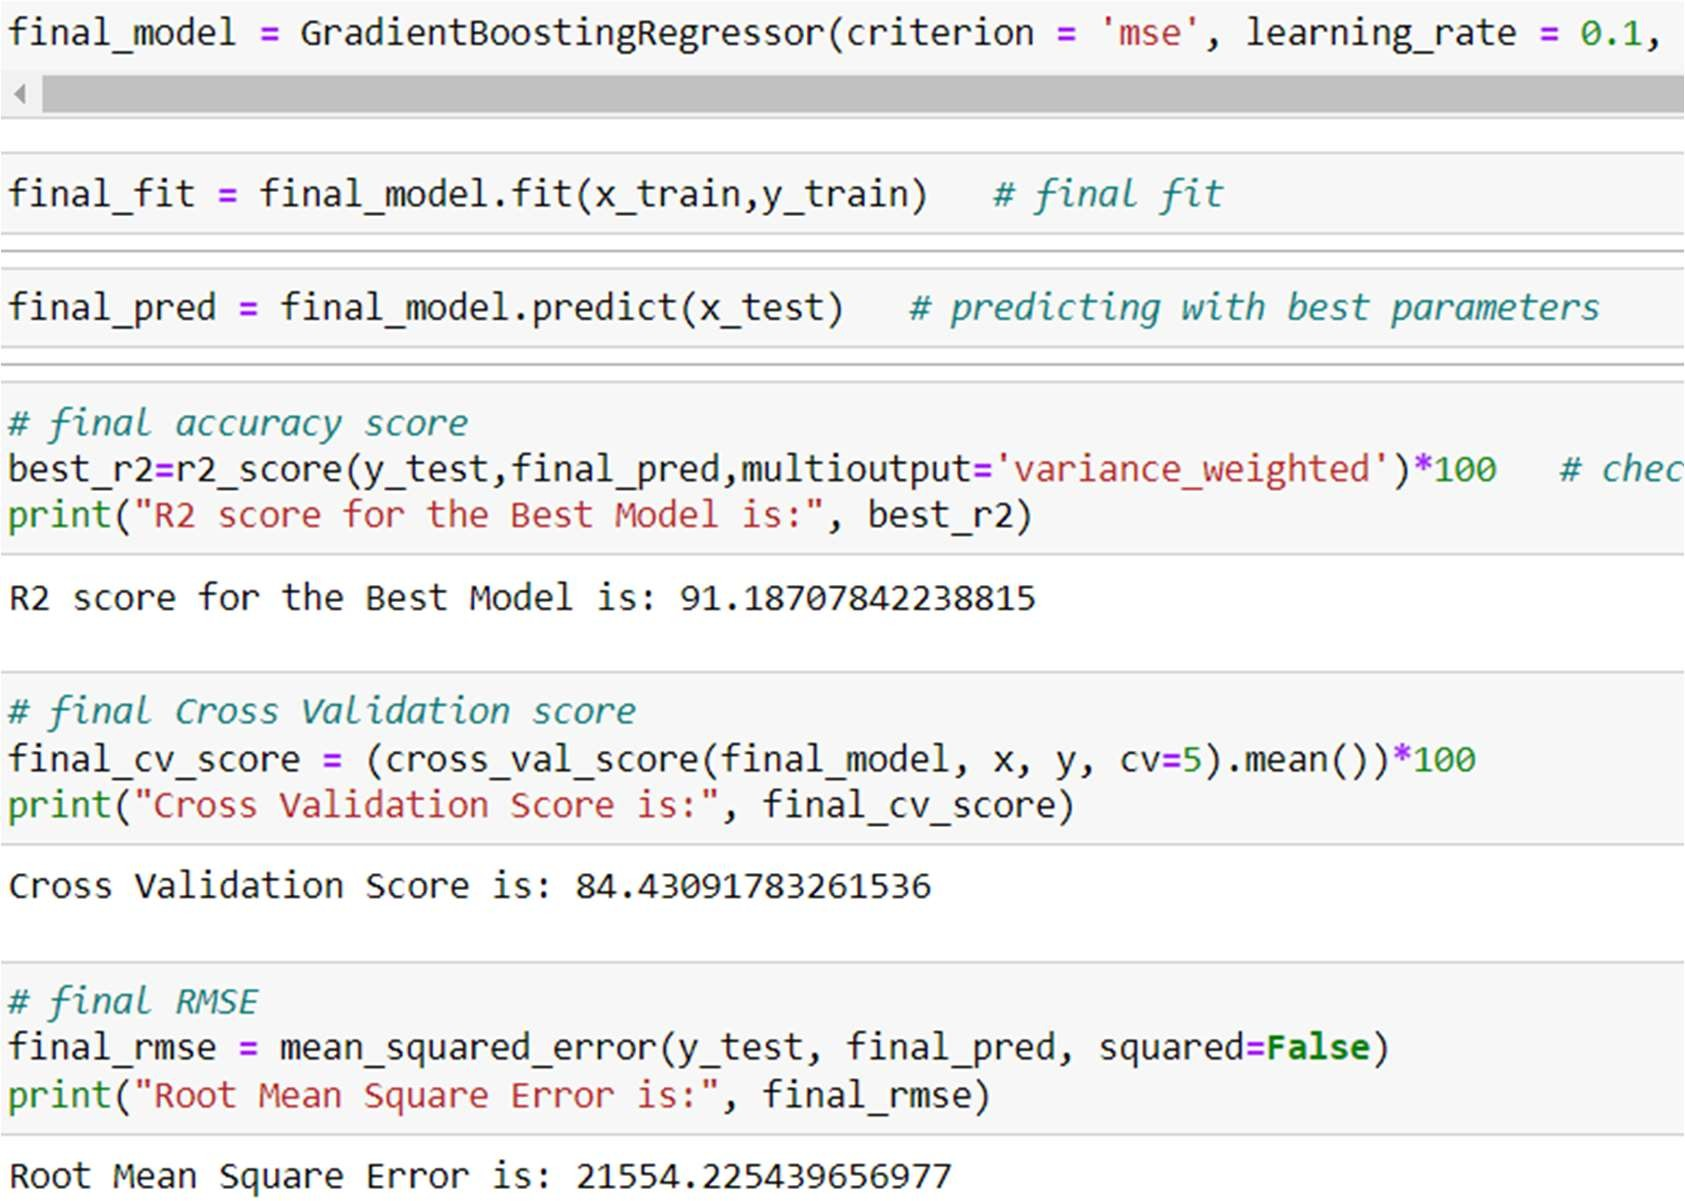 final_model = GradientBoostingRegressor(criterion = 'mse', learning_rate = 0.1,
final_fit = final_model.fit(x_train,y_train)   # final fit
final_pred = final_model.predict(x_test)   # predicting with best parameters
# final accuracy score
best_r2=r2_score(y_test,final_pred,multioutput='variance_weighted')*100   # chec
print("R2 score for the Best Model is:", best_r2)
R2 score for the Best Model is: 91.18707842238815
# final Cross Validation score
final_cv_score = (cross_val_score(final_model, x, y, cv=5).mean())*100
print("Cross Validation Score is:", final_cv_score)
Cross Validation Score is: 84.43091783261536
# final RMSE
final_rmse = mean_squared_error(y_test, final_pred, squared=False)
print("Root Mean Square Error is:", final_rmse)
Root Mean Square Error is: 21554.225439656977